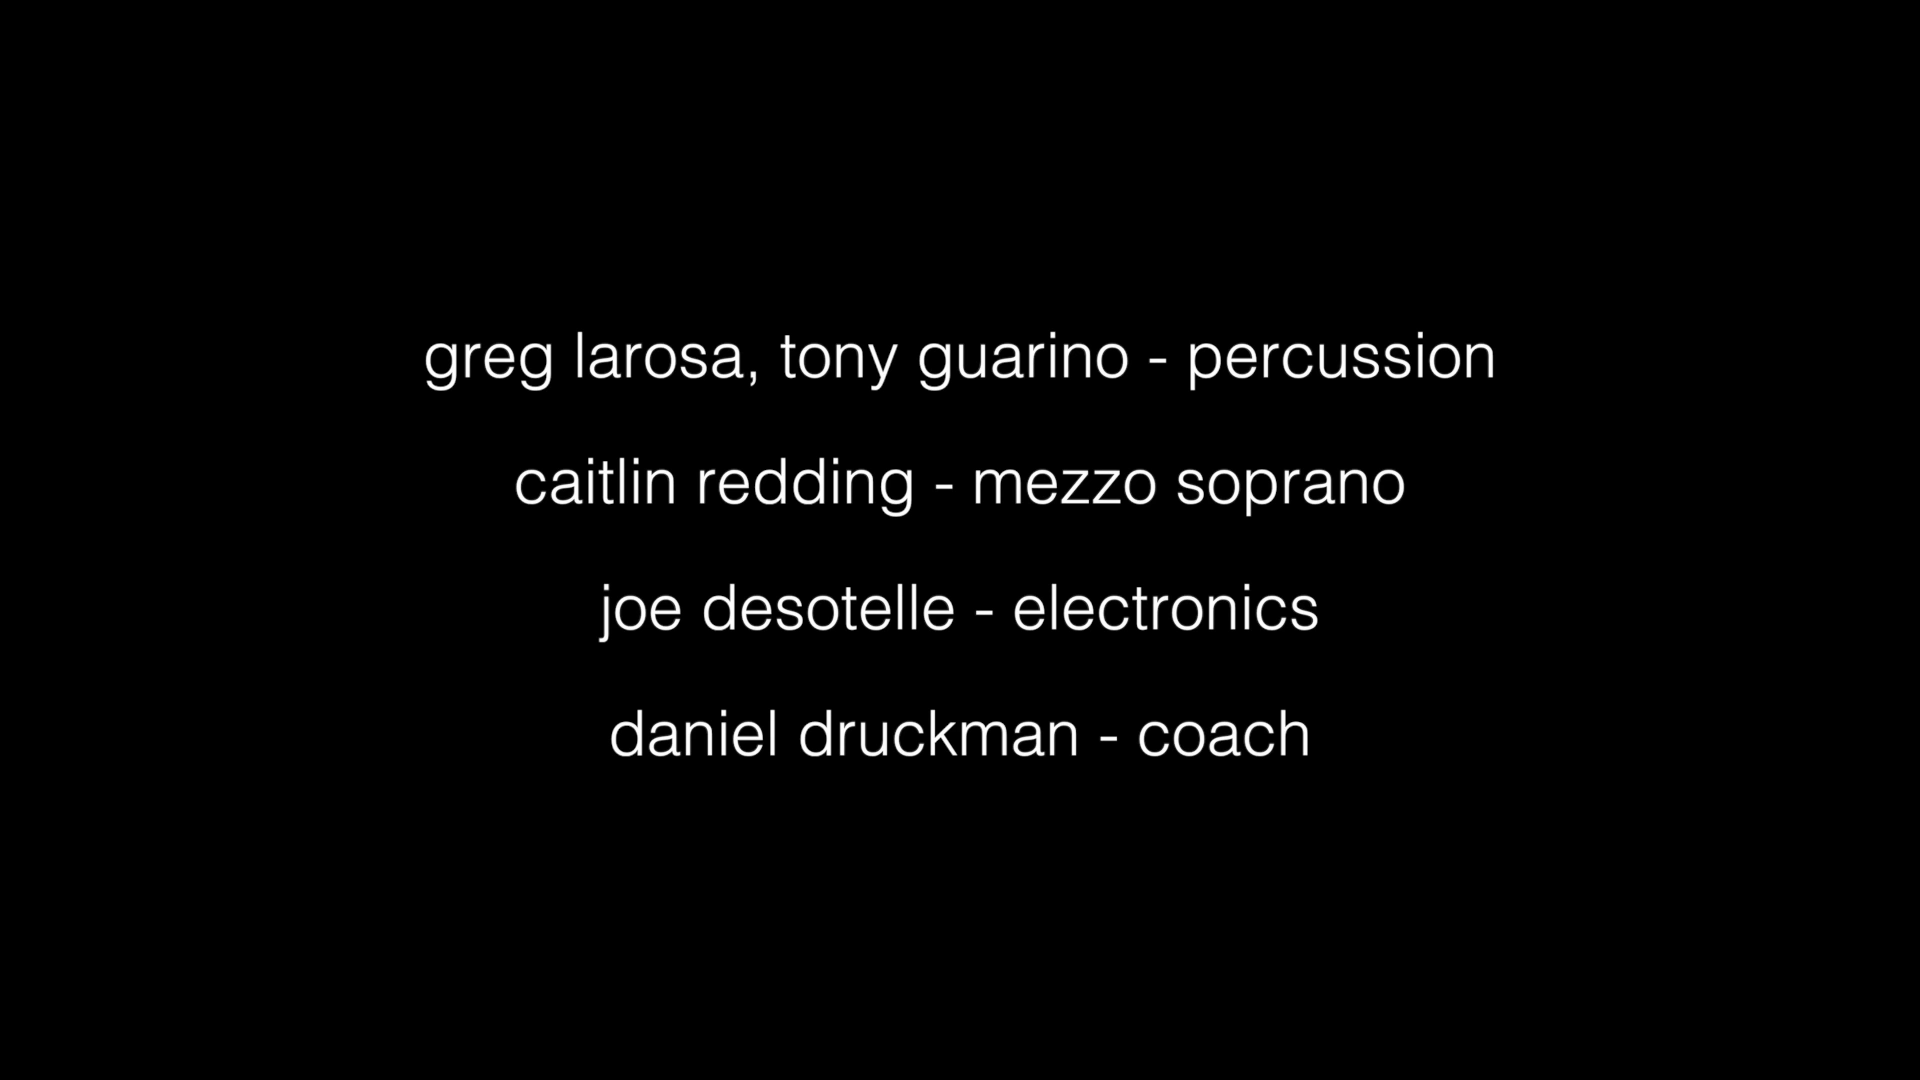 greg larosa, tony guarino - percussion
caitlin redding - mezzo soprano
joe desotelle - electronics
daniel druckman - coach